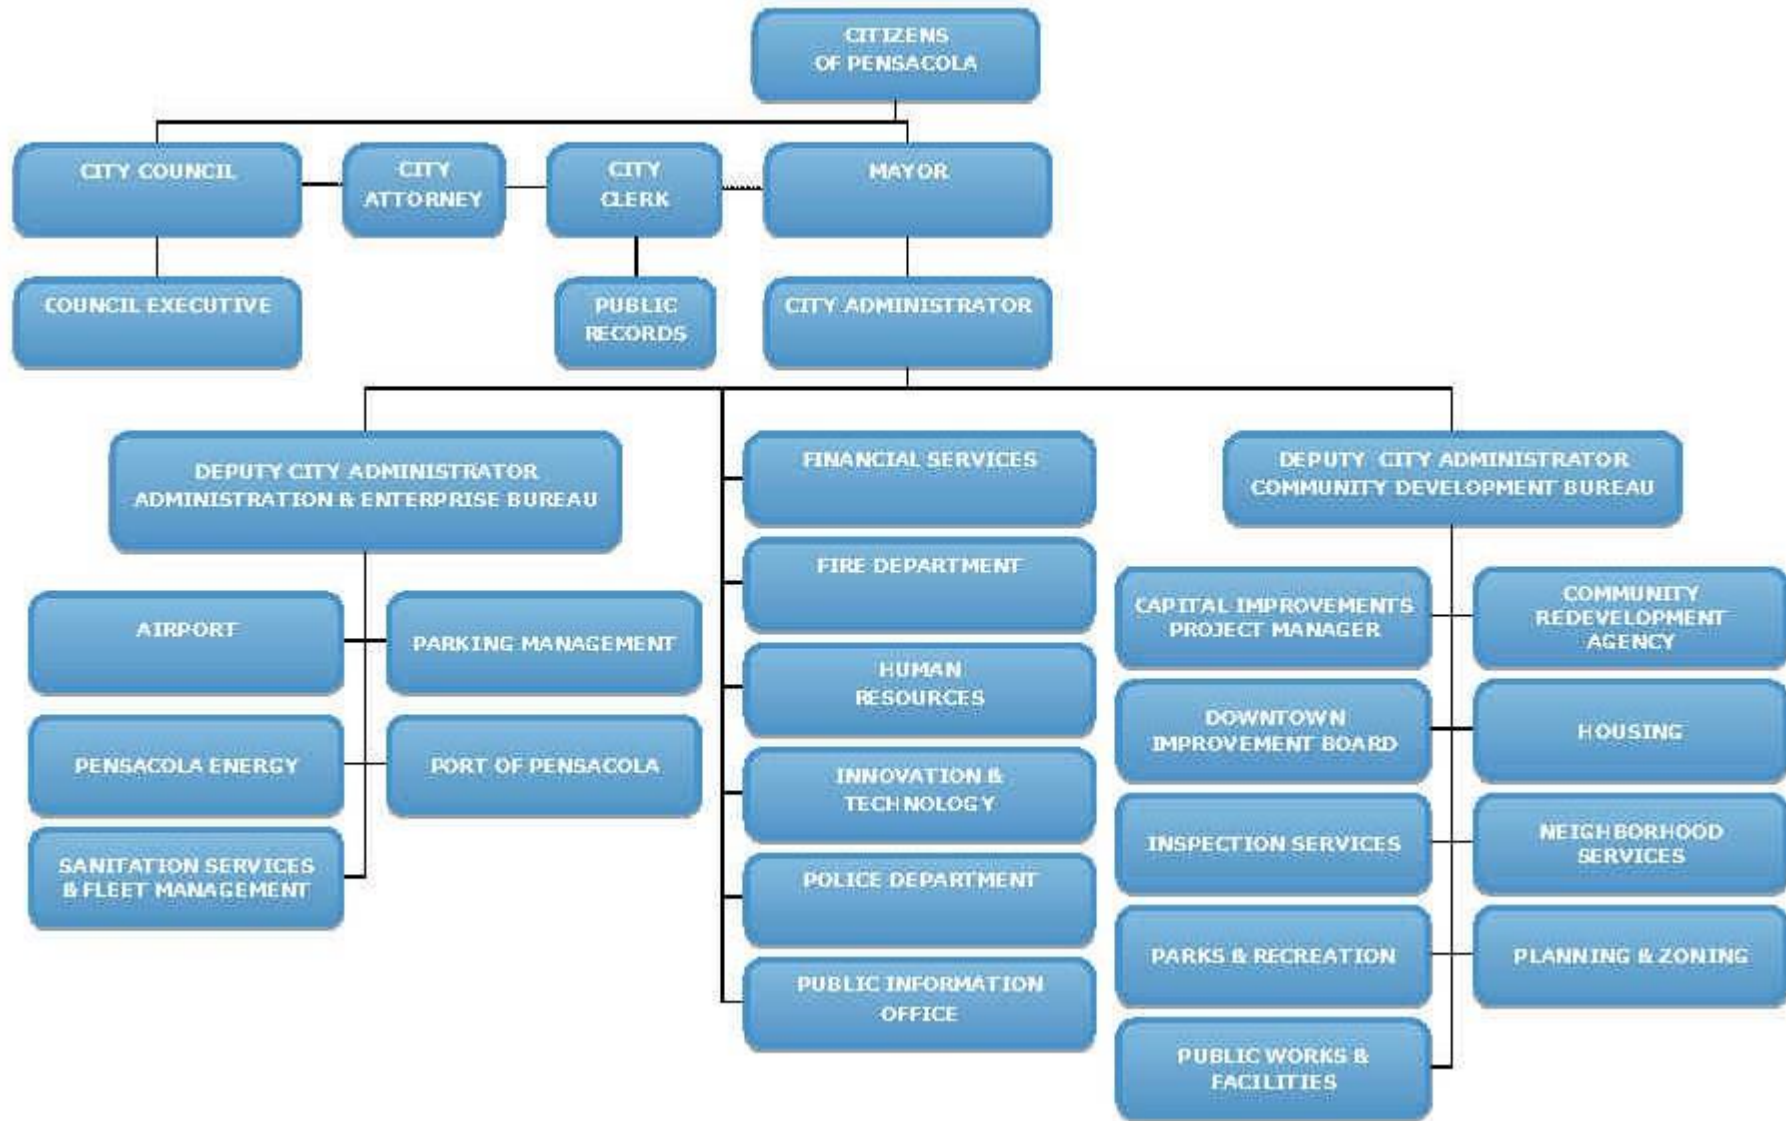 CITIZENS
OF PENSACOLA
CITY COUNCIL
CITY
ATTORNEY
CITY
CLERK
MAYOR
COUNCIL EXECUTIVE
PUBLIC
RECORDS
CITY ADMINISTRATOR
DEPUTY CITY ADMINISTRATOR
ADMINISTRATION & ENTERPRISE BUREAU
AIRPORT
PARKING MANAGEMENT
PENSACOLA ENERGY
PORT OF PENSACOLA
SANITATION SERVICES
& FLEET MANAGEMENT
FINANCIAL SERVICES
FIRE DEPARTMENT
HUMAN
RESOURCES
INNOVATION &
TECHNOLOGY
POLICE DEPARTMENT
PUBLIC INFORMATION
OFFICE
DEPUTY CITY ADMINISTRATOR
COMMUNITY DEVELOPMENT BUREAU
CAPITAL IMPROVEMENTS
PROJECT MANAGER
COMMUNITY
REDEVELOPMENT
AGENCY
DOWNTOWN
IMPROVEMENT BOARD
HOUSING
INSPECTION SERVICES
NEIGHBORHOOD
SERVICES
PARKS & RECREATION
PLANNING & ZONING
PUBLIC WORKS &
FACILITIES